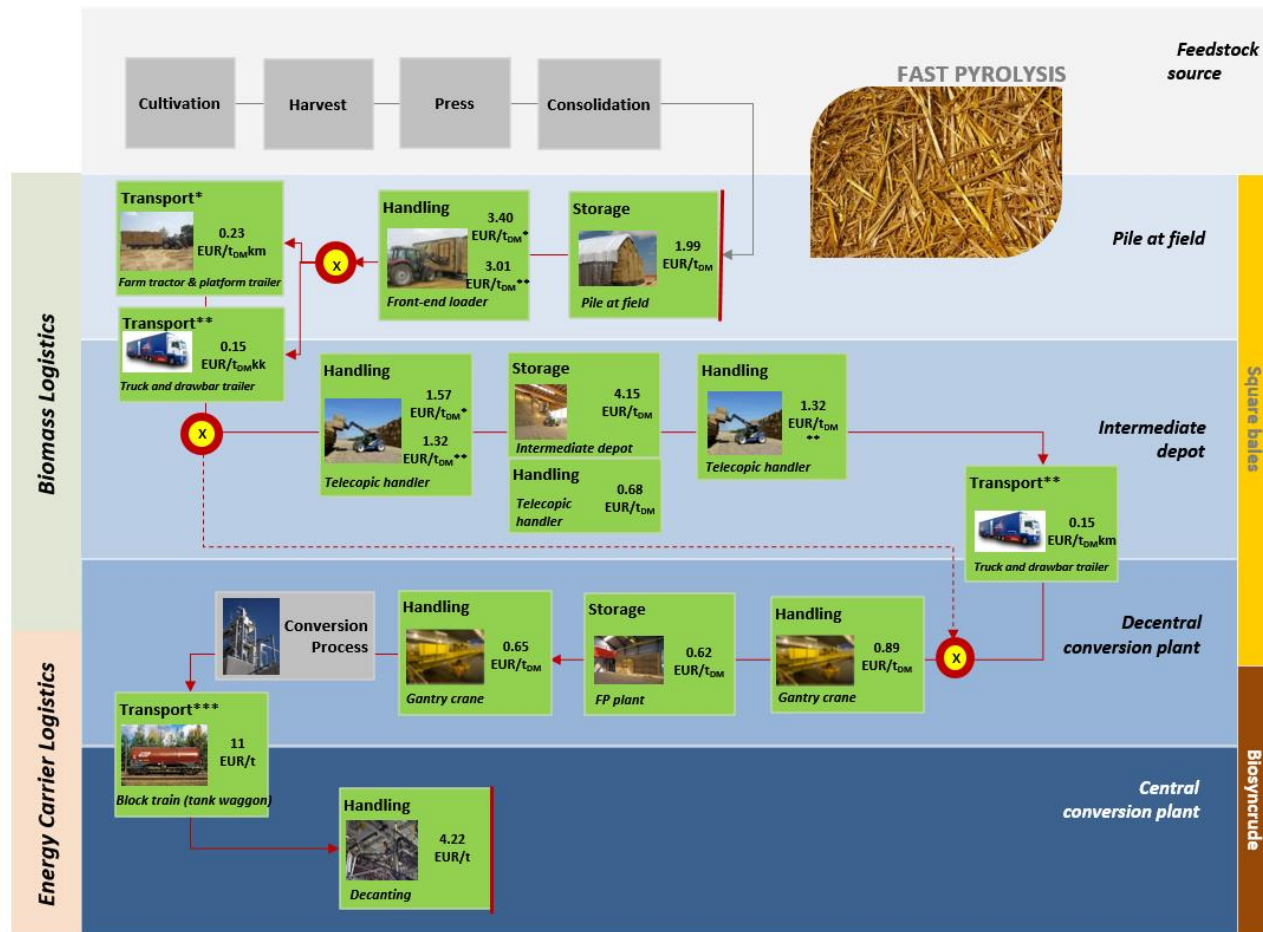 Feedstock
source
FAST PYROLYSIS
Cultivation
Harvest
Press
Consolidation
Biomass Logistics
Energy Carrier Logistics
Square bales
Biosyncrude
Pile at field
Transport*
0.23
EUR/tDMkm
Farm tractor & platform trailer
X
Handling
3.40
EUR/tDM*
3.01
EUR/tDM**
Front-end loader
Storage
1.99
EUR/tDM
Pile at field
Transport**
0.15
EUR/tDMkk
Truck and drawbar trailer
X
Handling
1.57
EUR/tDM*
1.32
EUR/tDM**
Telecopic handler
Storage
4.15
EUR/tDM
Intermediate depot
Handling
0.68
EUR/tDM
Telecopic
handler
Handling
1.32
EUR/tDM
**
Telecopic handler
Intermediate
depot
Transport**
0.15
EUR/tDMkm
Truck and drawbar trailer
Decentral
conversion plant
Conversion
Process
Handling
0.65
EUR/tDM
Gantry crane
Storage
0.62
EUR/tDM
FP plant
Handling
0.89
EUR/tDM
Gantry crane
X
Transport***
11
EUR/t
Block train (tank waggon)
Central
conversion plant
Handling
4.22
EUR/t
Decanting